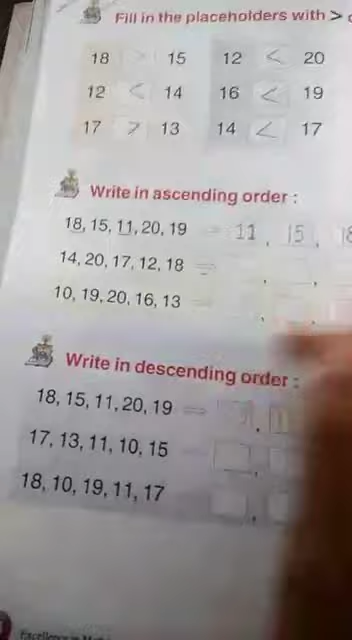 Fill in the placeholders with >
18 > 15 12 < 20
12 < 14 16 < 19
17 > 13 14 < 17
Write in ascending order :
18, 15, 11, 20, 19 = 11, 15, 18
14, 20, 17, 12, 18 =
10, 19, 20, 16, 13 =
Write in descending order :
18, 15, 11, 20, 19 =
17, 13, 11, 10, 15
18, 10, 19, 11, 17